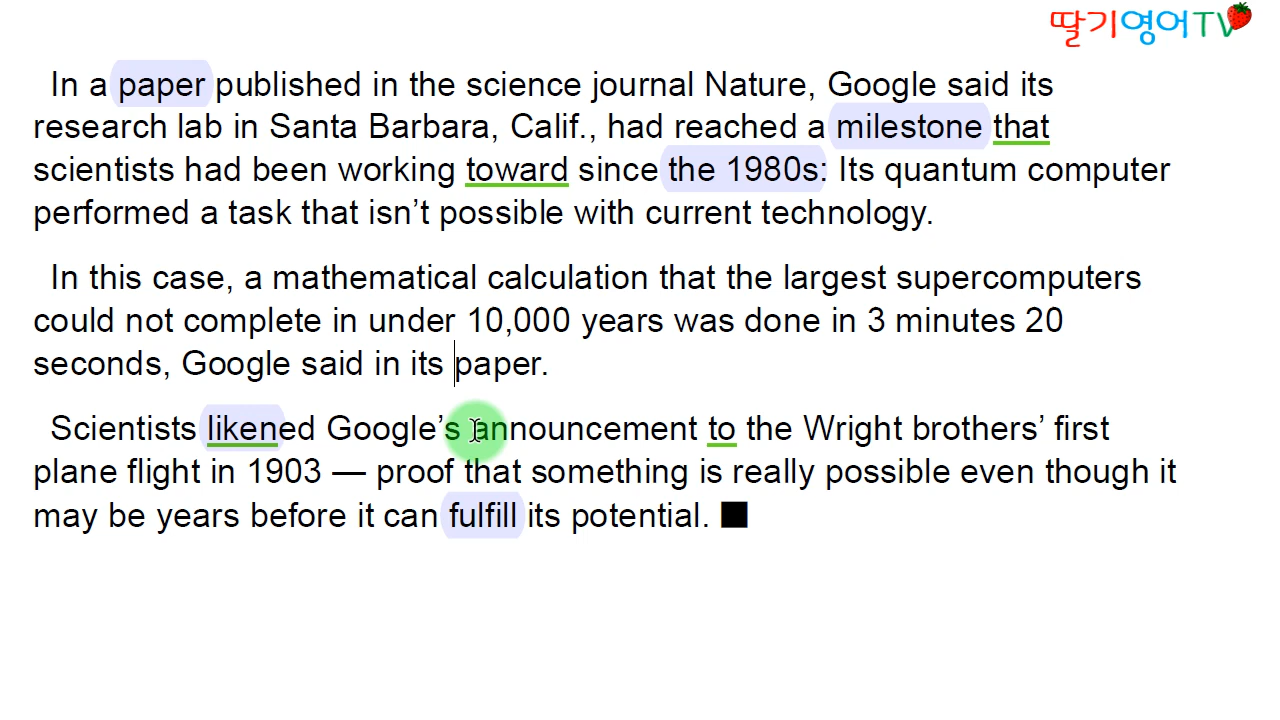 딸기영어TV
In a paper published in the science journal Nature, Google said its
research lab in Santa Barbara, Calif., had reached a milestone that
scientists had been working toward since the 1980s: Its quantum computer
performed a task that isn’t possible with current technology.
In this case, a mathematical calculation that the largest supercomputers
could not complete in under 10,000 years was done in 3 minutes 20
seconds, Google said in its paper.
Scientists likened Google’s announcement to the Wright brothers’ first
plane flight in 1903 — proof that something is really possible even though it
may be years before it can fulfill its potential. ■